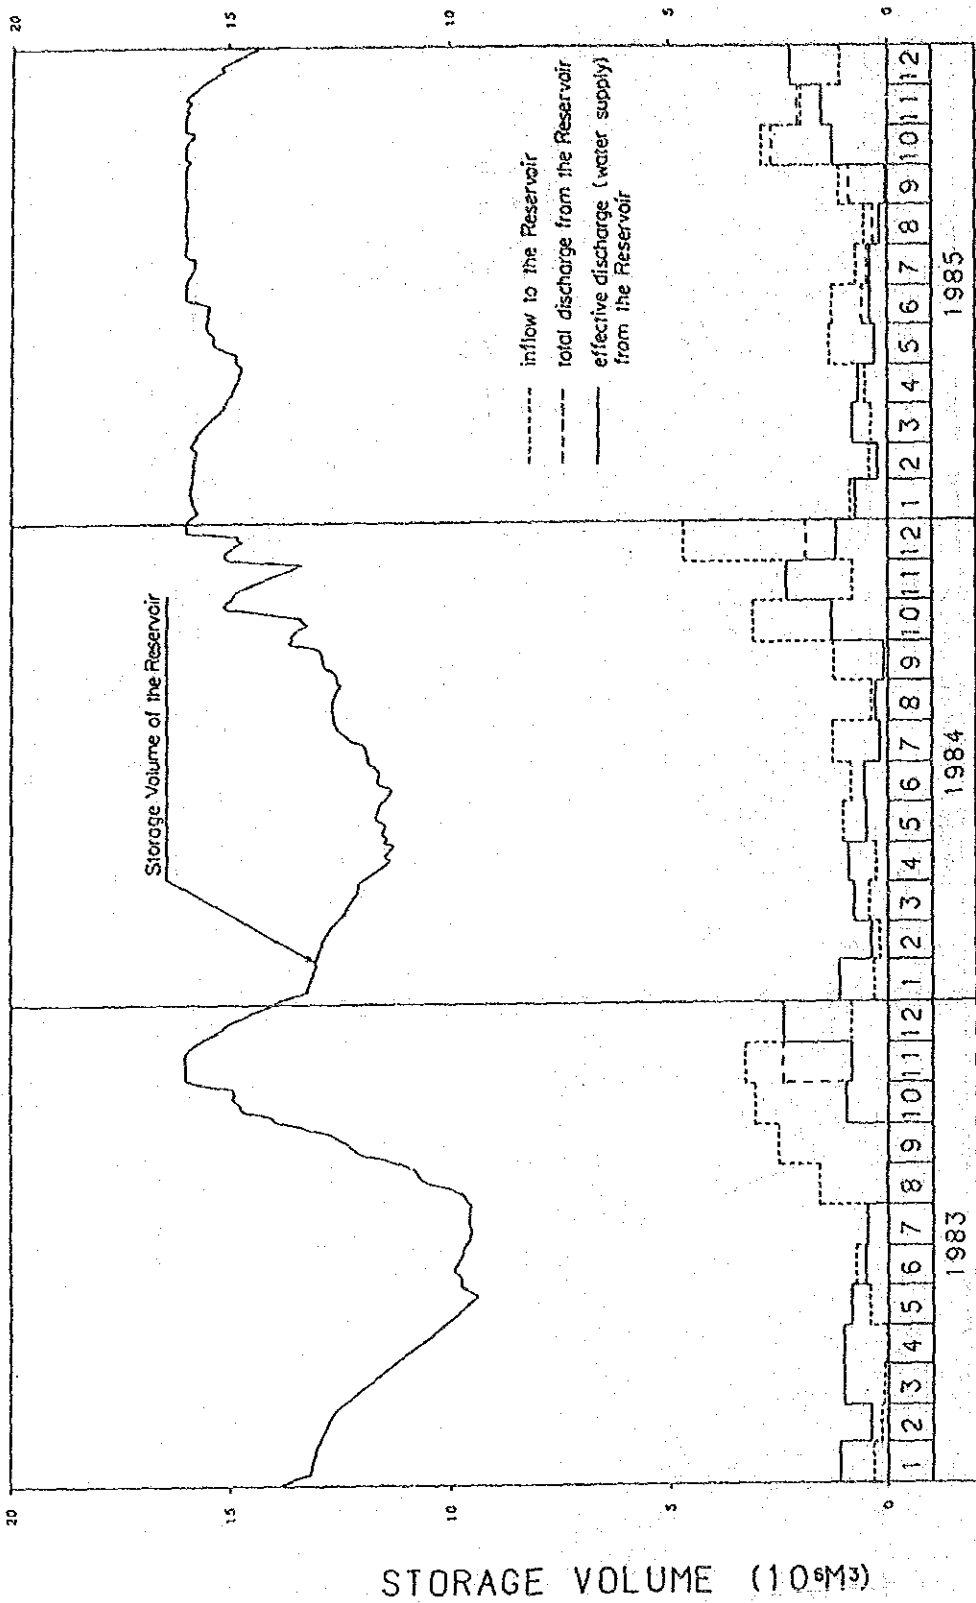 20
15
10
5
0
STORAGE VOLUME (10⁶M³)
Storage Volume of the Reservoir
inflow to the Reservoir
total discharge from the Reservoir
effective discharge (water supply)
from the Reservoir
20
15
10
5
0
1 2 3 4 5 6 7 8 9 10 11 12 1 2 3 4 5 6 7 8 9 10 11 12 1 2 3 4 5 6 7 8 9 10 11 12
1983 1984 1985